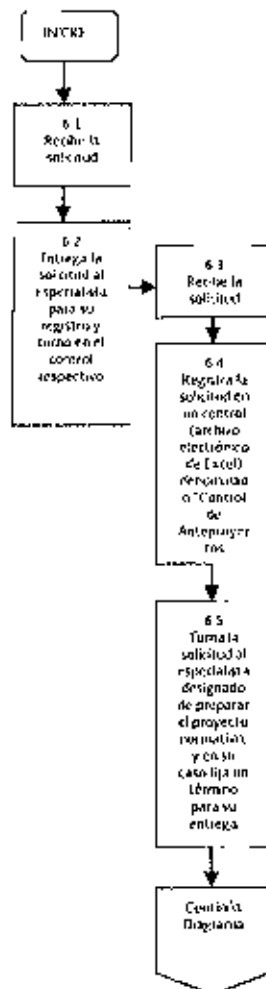 INICIO
6.1
Recibe la
solicitud
6.2
Entrega la
solicitud al
especialista
para su
registro y
turno en el
control
respectivo
6.3
Recibe la
solicitud
6.4
Registra la
solicitud en
un control
(archivo
electrónico
de Excel)
denominad
o "Control
de
Anteproyec
tos
6.5
Turna la
solicitud al
especialista
designado
de preparar
el proyecto
normativo,
y en su
caso fija un
término
para su
entrega
Continúa
Diagrama